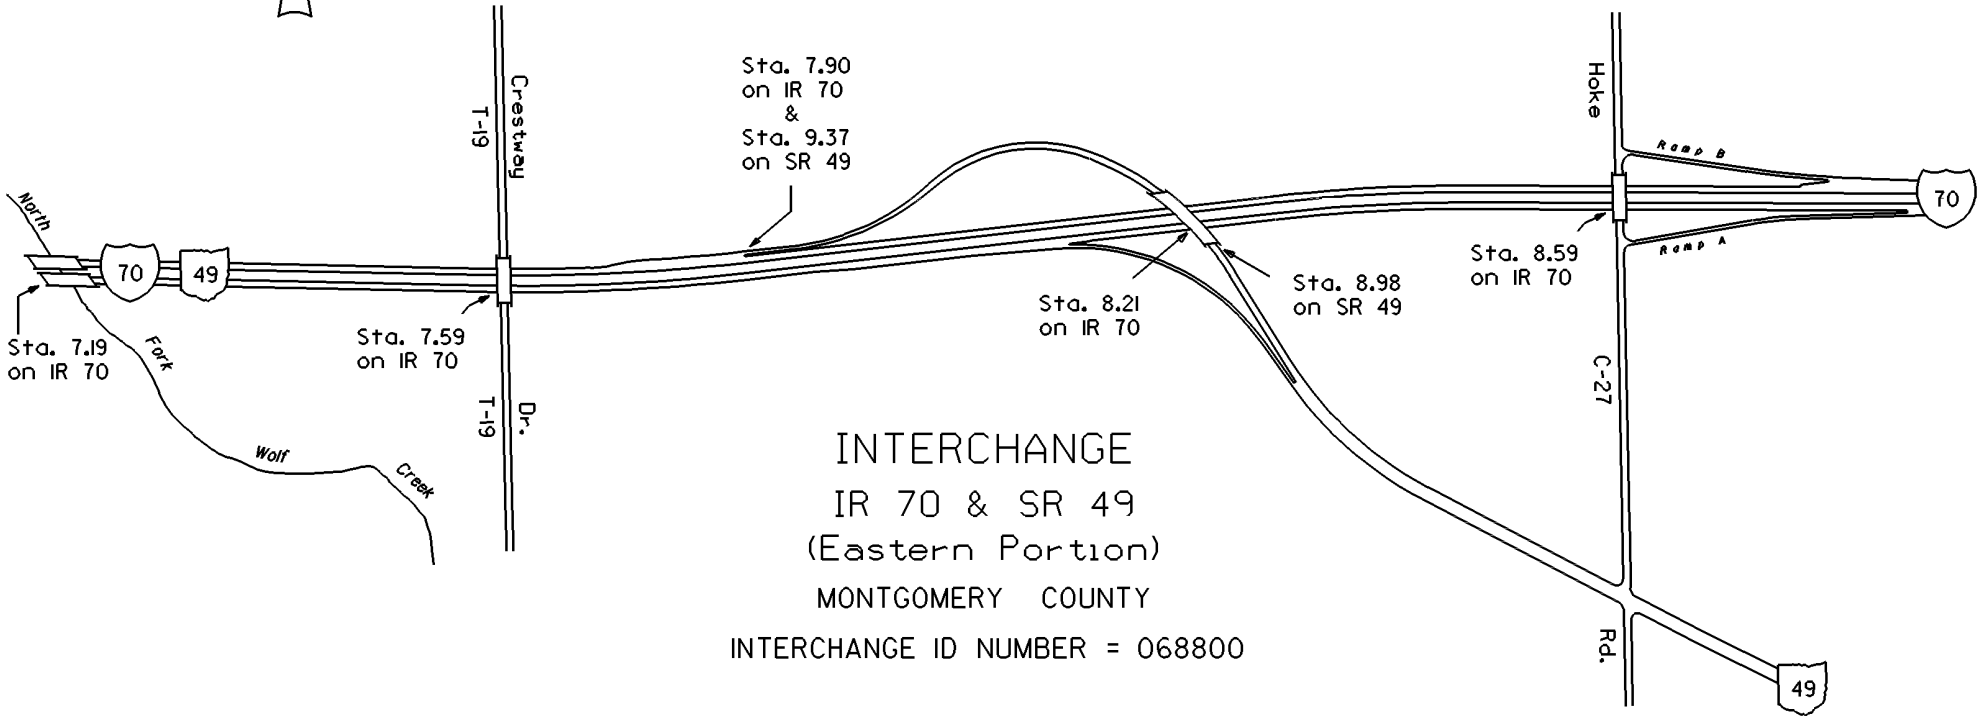 Sta. 7.90
on IR 70
&
Sta. 9.37
on SR 49
Crestway
T-19
Hoke
Ramp B
70
North
70
49
Ramp A
Sta. 8.59
on IR 70
Sta. 8.98
on SR 49
Sta. 8.21
on IR 70
Sta. 7.59
on IR 70
Sta. 7.19
on IR 70
Fork
Wolf
Creek
Dr.
T-19
C-27
INTERCHANGE
IR 70 & SR 49
(Eastern Portion)
MONTGOMERY COUNTY
INTERCHANGE ID NUMBER = 068800
Rd.
49